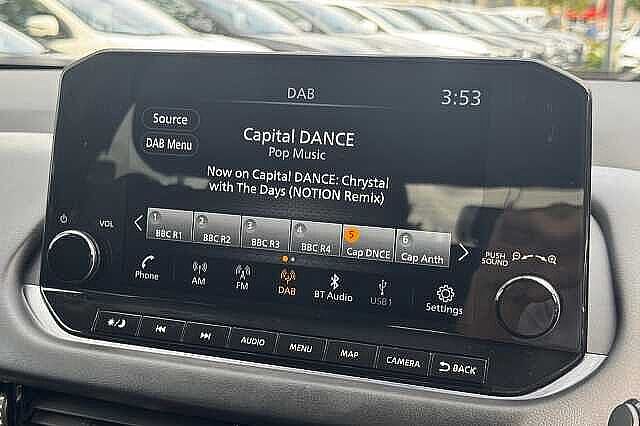 DAB
3:53
Source
DAB Menu
Capital DANCE
Pop Music
Now on Capital DANCE: Chrystal
with The Days (NOTION Remix)
VOL
1 2 3 4 5 6
BBC R1 BBC R2 BBC R3 BBC R4 Cap DNCE Cap Anth
PUSH
SOUND
Phone AM FM DAB BT Audio USB1 Settings
AUDIO MENU MAP CAMERA BACK